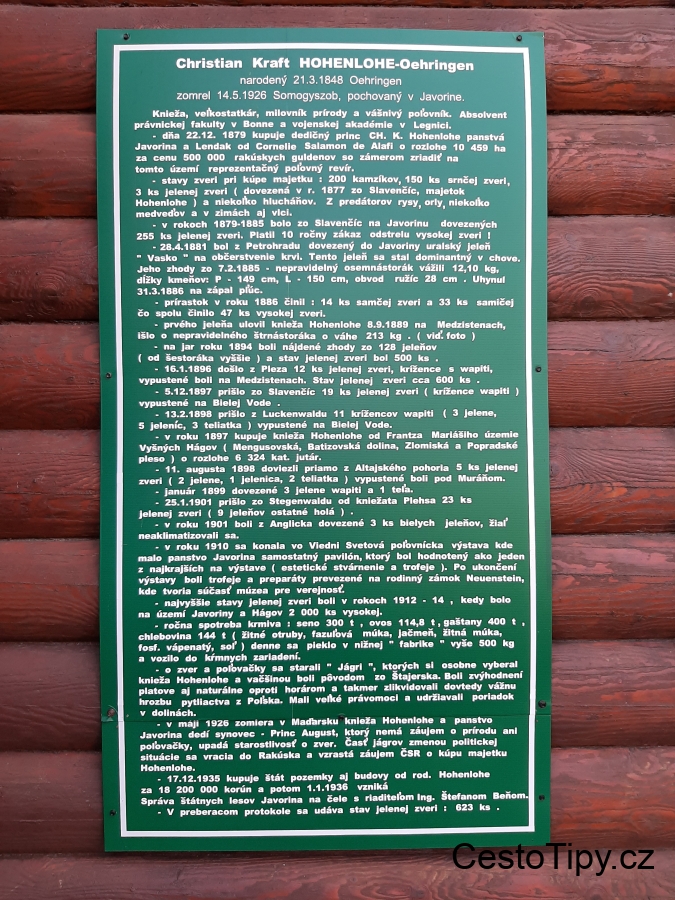 Christian Kraft HOHENLOHE-Oehringen
narodený 21.3.1848 Oehringen
zomrel 14.5.1926 Somogyszob, pochovaný v Javorine.
Knieža, veľkostatkár, milovník prírody a vášnivý poľovník. Absolvent
právnickej fakulty v Bonne a vojenskej akadémie v Legnici.
- dňa 22.12. 1879 kupuje dedičný princ CH. K. Hohenlohe panstvá
Javorina a Lendak od Cornelie Salamon de Alafi o rozlohe 10 459 ha
za cenu 500 000 rakúskych guldenov so zámerom zriadiť na
tomto území reprezentačný poľovný revír.
- stavy zveri pri kúpe majetku : 200 kamzíkov, 150 ks srnčej zveri,
3 ks jelenej zveri ( dovezená v r. 1877 zo Slavenčíc, majetok
Hohenlohe ) a niekoľko hlucháňov. Z predátorov rysy, orly, niekoľko
medveďov a v zimách aj vlci.
- v rokoch 1879-1885 bolo zo Slavenčíc na Javorinu dovezených
255 ks jelenej zveri. Platil 10 ročný zákaz odstrelu vysokej zveri !
- 28.4.1881 bol z Petrohradu dovezený do Javoriny uralský jeleň
" Vasko " na občerstvenie krvi. Tento jeleň sa stal dominantný v chove.
Jeho zhody zo 7.2.1885 - nepravidelný osemnástorák vážili 12,10 kg,
dĺžky kmeňov: P - 149 cm, L - 150 cm, obvod ružíc 28 cm . Uhynul
31.3.1886 na zápal pľúc.
- prírastok v roku 1886 činil : 14 ks samčej zveri a 33 ks samičej
čo spolu činilo 47 ks vysokej zveri.
- prvého jeleňa ulovil knieža Hohenlohe 8.9.1889 na Medzistenach,
išlo o nepravidelného štrnástoráka o váhe 213 kg . ( viď. foto )
- na jar roku 1894 boli nájdené zhody zo 128 jeleňov
( od šestoráka vyššie ) a stav jelenej zveri bol 500 ks .
- 16.1.1896 došlo z Pleza 12 ks jelenej zveri, krížence s wapiti,
vypustené boli na Medzistenach. Stav jelenej zveri cca 600 ks .
- 5.12.1897 prišlo zo Slavenčíc 19 ks jelenej zveri ( krížence wapiti )
vypustené na Bielej Vode .
- 13.2.1898 prišlo z Luckenwaldu 11 krížencov wapiti ( 3 jelene,
5 jeleníc, 3 teliatka ) vypustené na Bielej Vode.
- v roku 1897 kupuje knieža Hohenlohe od Frantza Mariášiho územie
Vyšných Hágov ( Mengusovská, Batizovská dolina, Zlomiská a Popradské
pleso ) o rozlohe 6 324 kat. jutár.
- 11. augusta 1898 doviezli priamo z Altajského pohoria 5 ks jelenej
zveri ( 2 jelene, 1 jelenica, 2 teliatka ) vypustené boli pod Muráňom.
- január 1899 dovezené 3 jelene wapiti a 1 teľa.
- 25.1.1901 prišlo zo Stegenwaldu od kniežaťa Plehsa 23 ks
jelenej zveri ( 9 jeleňov ostatné holá ) .
- v roku 1901 boli z Anglicka dovezené 3 ks bielych jeleňov, žiaľ
neaklimatizovali sa.
- v roku 1910 sa konala vo Viedni Svetová poľovnícka výstava kde
malo panstvo Javorina samostatný pavilón, ktorý bol hodnotený ako jeden
z najkrajších na výstave ( estetické stvárnenie a trofeje ). Po ukončení
výstavy boli trofeje a preparáty prevezené na rodinný zámok Neuenstein,
kde tvoria súčasť múzea pre verejnosť.
- najvyššie stavy jelenej zveri boli v rokoch 1912 - 14 , kedy bolo
na území Javoriny a Hágov 2 000 ks vysokej.
- ročna spotreba krmiva : seno 300 t , ovos 114,8 t , gaštany 400 t ,
chlebovina 144 t ( žitné otruby, fazuľová múka, jačmeň, žitná múka,
fosf. vápenatý, soľ ) denne sa pieklo v nižnej " fabrike " vyše 500 kg
a vozilo do kŕmnych zariadení.
- o zver a poľovačky sa starali " Jágri " , ktorých si osobne vyberal
knieža Hohenlohe a vačšinou boli pôvodom zo Štajerska. Boli zvýhodnení
platove aj naturálne oproti horárom a takmer zlikvidovali dovtedy vážnu
hrozbu pytliactva z Poľska. Mali veľké právomoci a udržiavali poriadok
v dolinách.
- v máji 1926 zomiera v Maďarsku knieža Hohenlohe a panstvo
Javorina dedí synovec - Princ August, ktorý nemá záujem o prírodu ani
poľovačky, upadá starostlivosť o zver. Časť jágrov zmenou politickej
situácie sa vracia do Rakúska a vzrastá záujem ČSR o kúpu majetku
Hohenlohe.
- 17.12.1935 kupuje štát pozemky aj budovy od rod. Hohenlohe
za 18 200 000 korún a potom 1.1.1936 vzniká
Správa štátnych lesov Javorina na čele s riaditeľom Ing. Štefanom Beňom.
- V preberacom protokole sa udáva stav jelenej zveri : 623 ks .
CestoTipy.cz